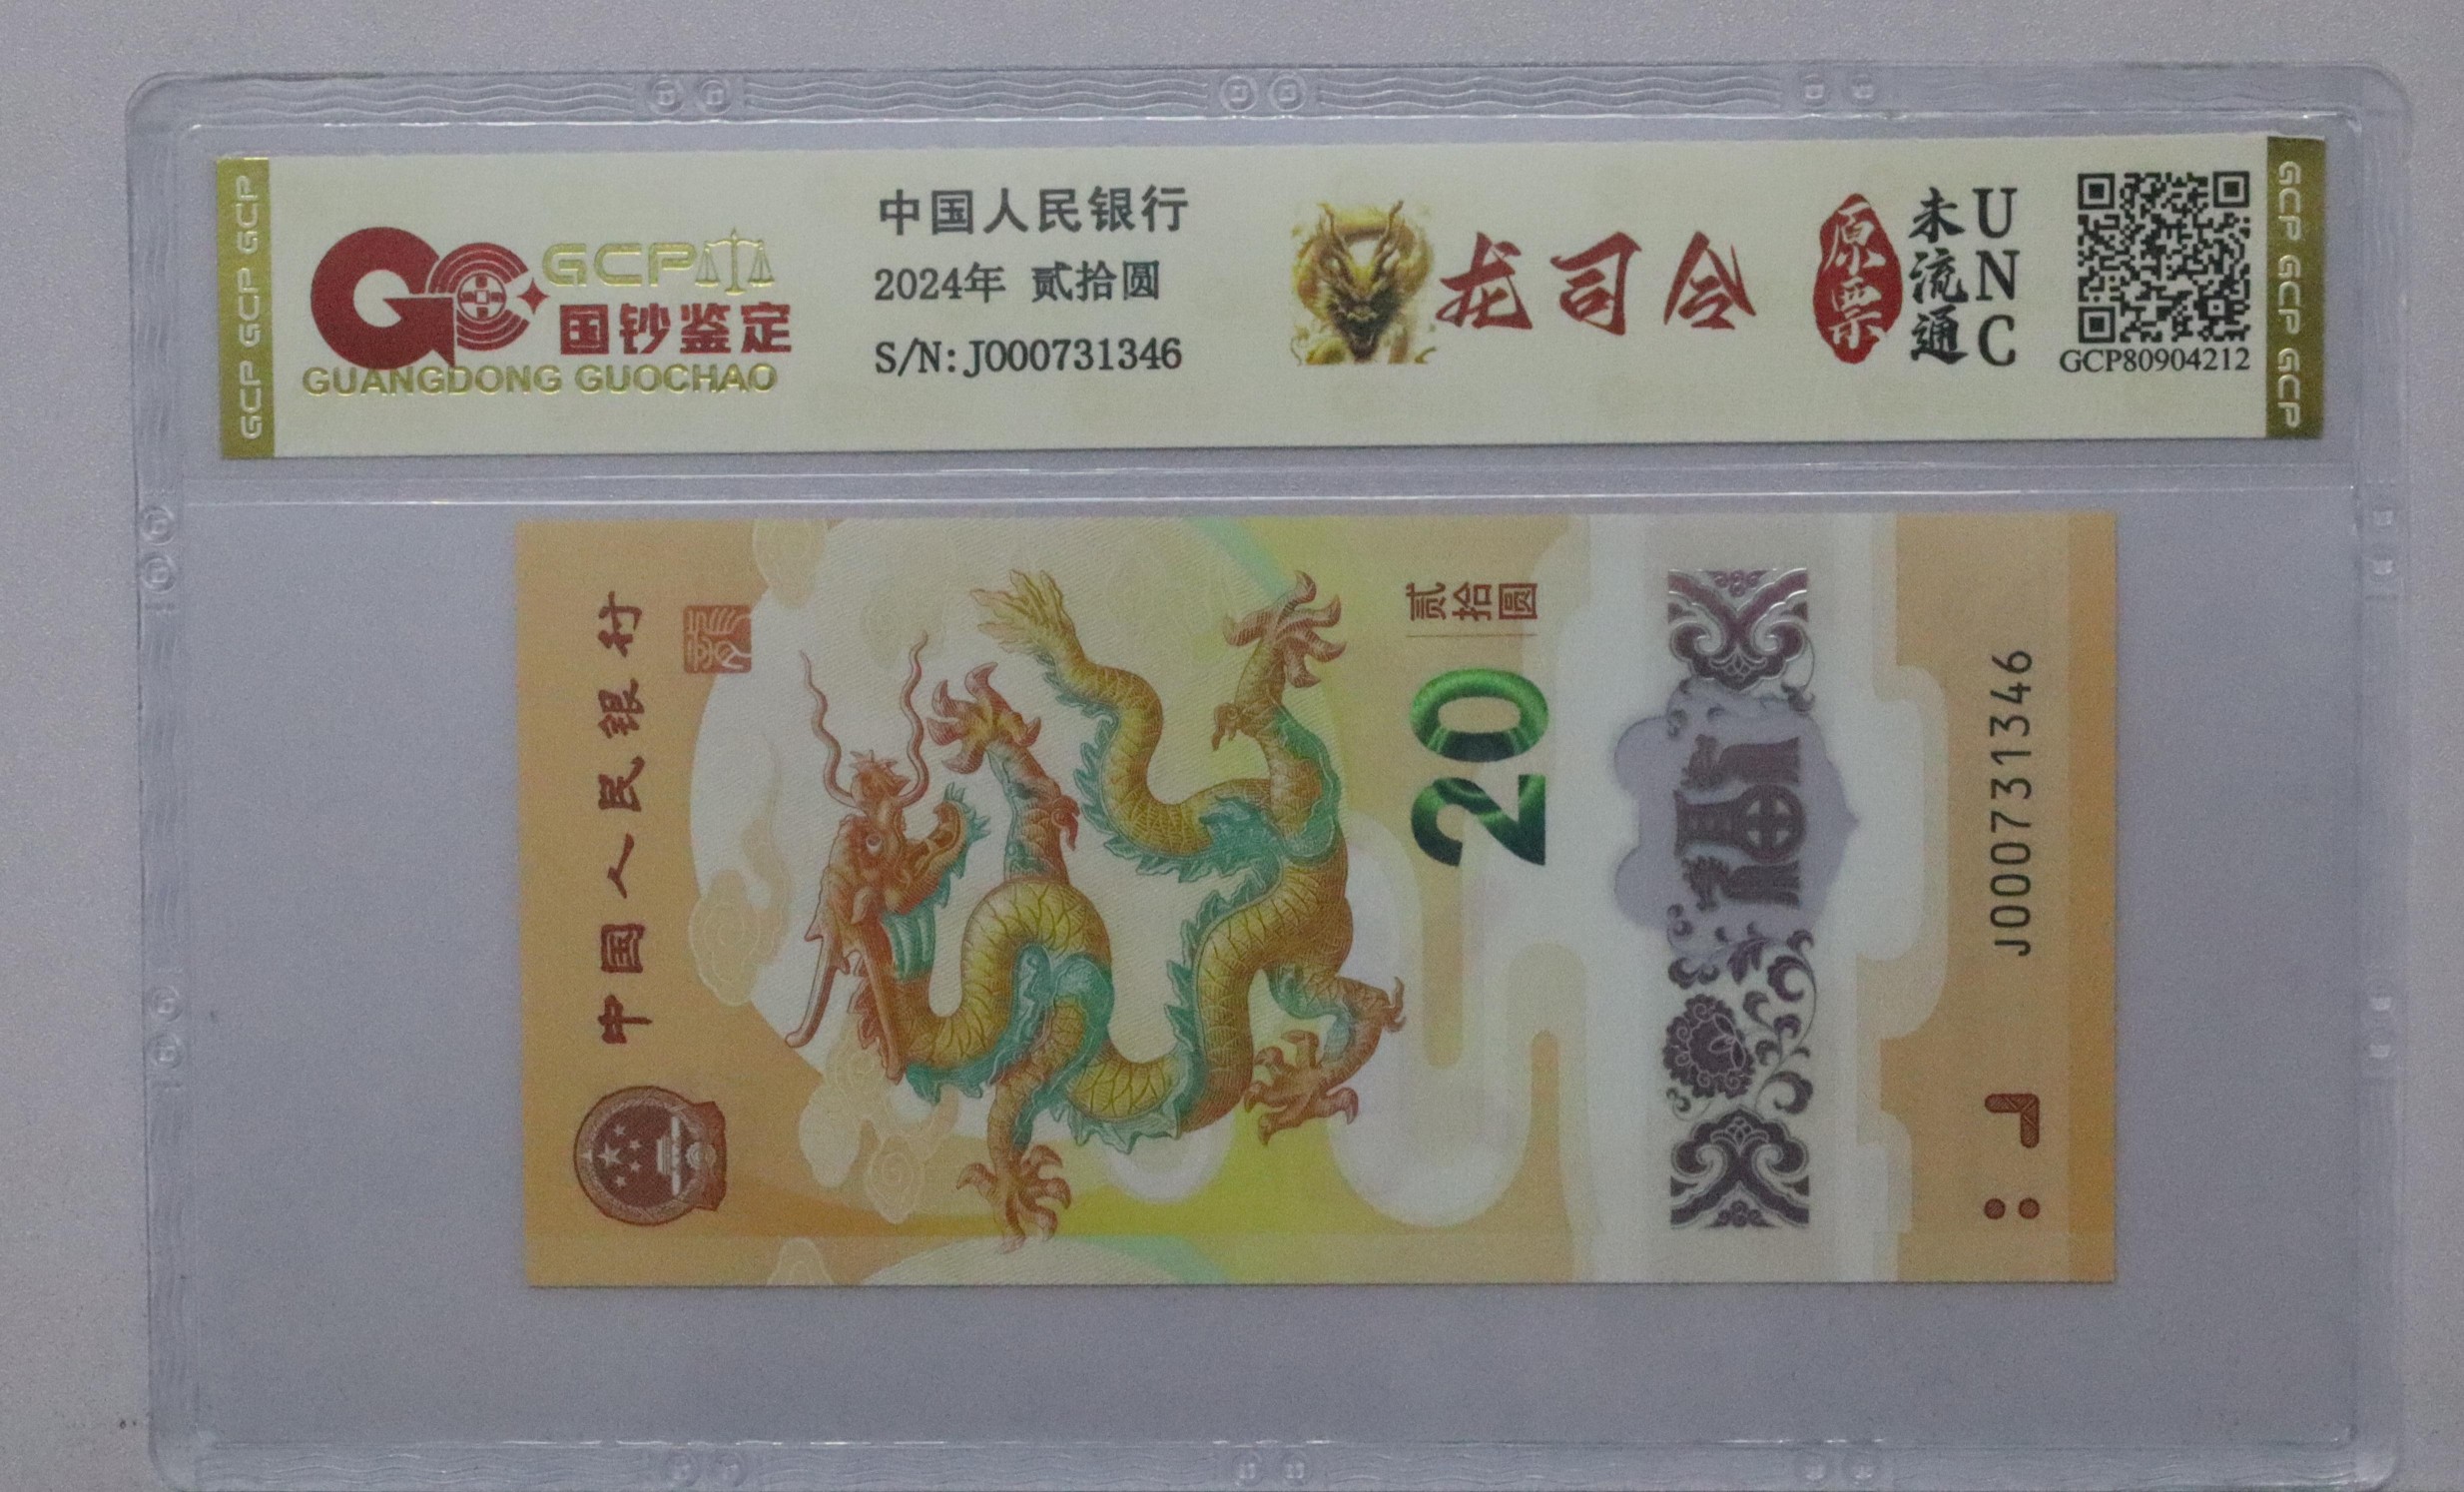 GCP GCP GCP
GCP
国钞鉴定
GUANGDONG GUOCHAO
中国人民银行
2024年 贰拾圆
S/N:J000731346
龙司令
原票
未流通
UNC
GCP80904212
GCP GCP GCP
中国人民银行
贰拾圆
20
福
J000731346